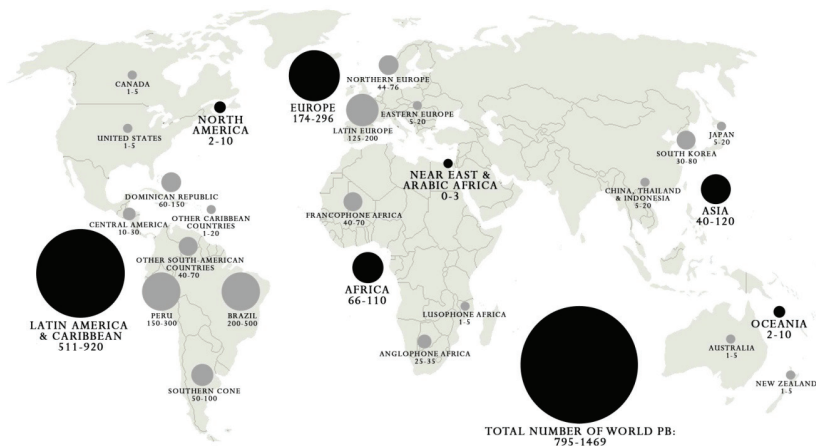 CANADA
1-5
UNITED STATES
1-5
NORTH
AMERICA
2-10
DOMINICAN REPUBLIC
60-150
CENTRAL AMERICA
10-30
OTHER CARIBBEAN
COUNTRIES
1-20
OTHER SOUTH-AMERICAN
COUNTRIES
40-70
PERU
150-300
BRAZIL
200-500
LATIN AMERICA
& CARIBBEAN
511-920
SOUTHERN CONE
50-100
EUROPE
174-296
NORTHERN EUROPE
44-76
EASTERN EUROPE
5-20
LATIN EUROPE
125-200
NEAR EAST &
ARABIC AFRICA
0-3
FRANCOPHONE AFRICA
40-70
AFRICA
66-110
LUSOPHONE AFRICA
1-5
ANGLOPHONE AFRICA
25-35
JAPAN
5-20
SOUTH KOREA
30-80
CHINA, THAILAND
& INDONESIA
5-20
ASIA
40-120
OCEANIA
2-10
AUSTRALIA
1-5
NEW ZEALAND
1-5
TOTAL NUMBER OF WORLD PB:
795-1469